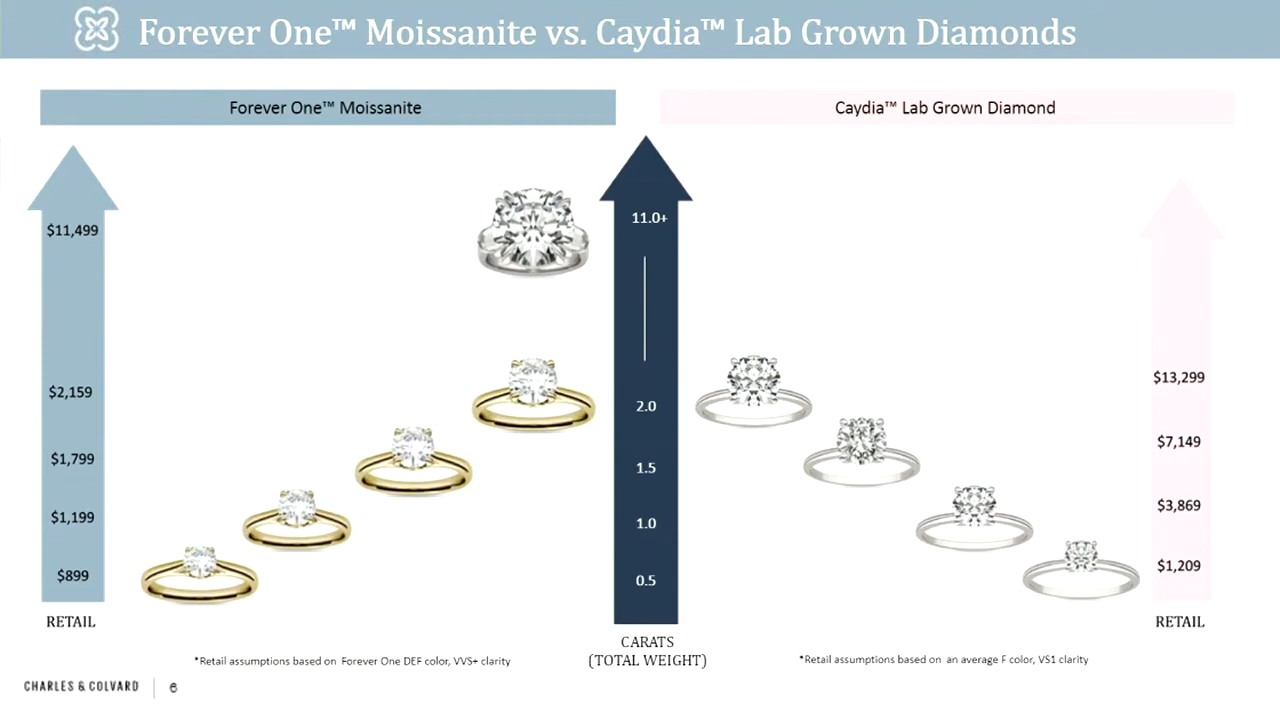 Forever One™ Moissanite vs. Caydia™ Lab Grown Diamonds
Forever One™ Moissanite
Caydia™ Lab Grown Diamond
$11,499
$2,159
$1,799
$1,199
$899
RETAIL
11.0+
2.0
1.5
1.0
0.5
CARATS
(TOTAL WEIGHT)
$13,299
$7,149
$3,869
$1,209
RETAIL
*Retail assumptions based on Forever One DEF color, VVS+ clarity
*Retail assumptions based on an average F color, VS1 clarity
CHARLES & COLVARD
6